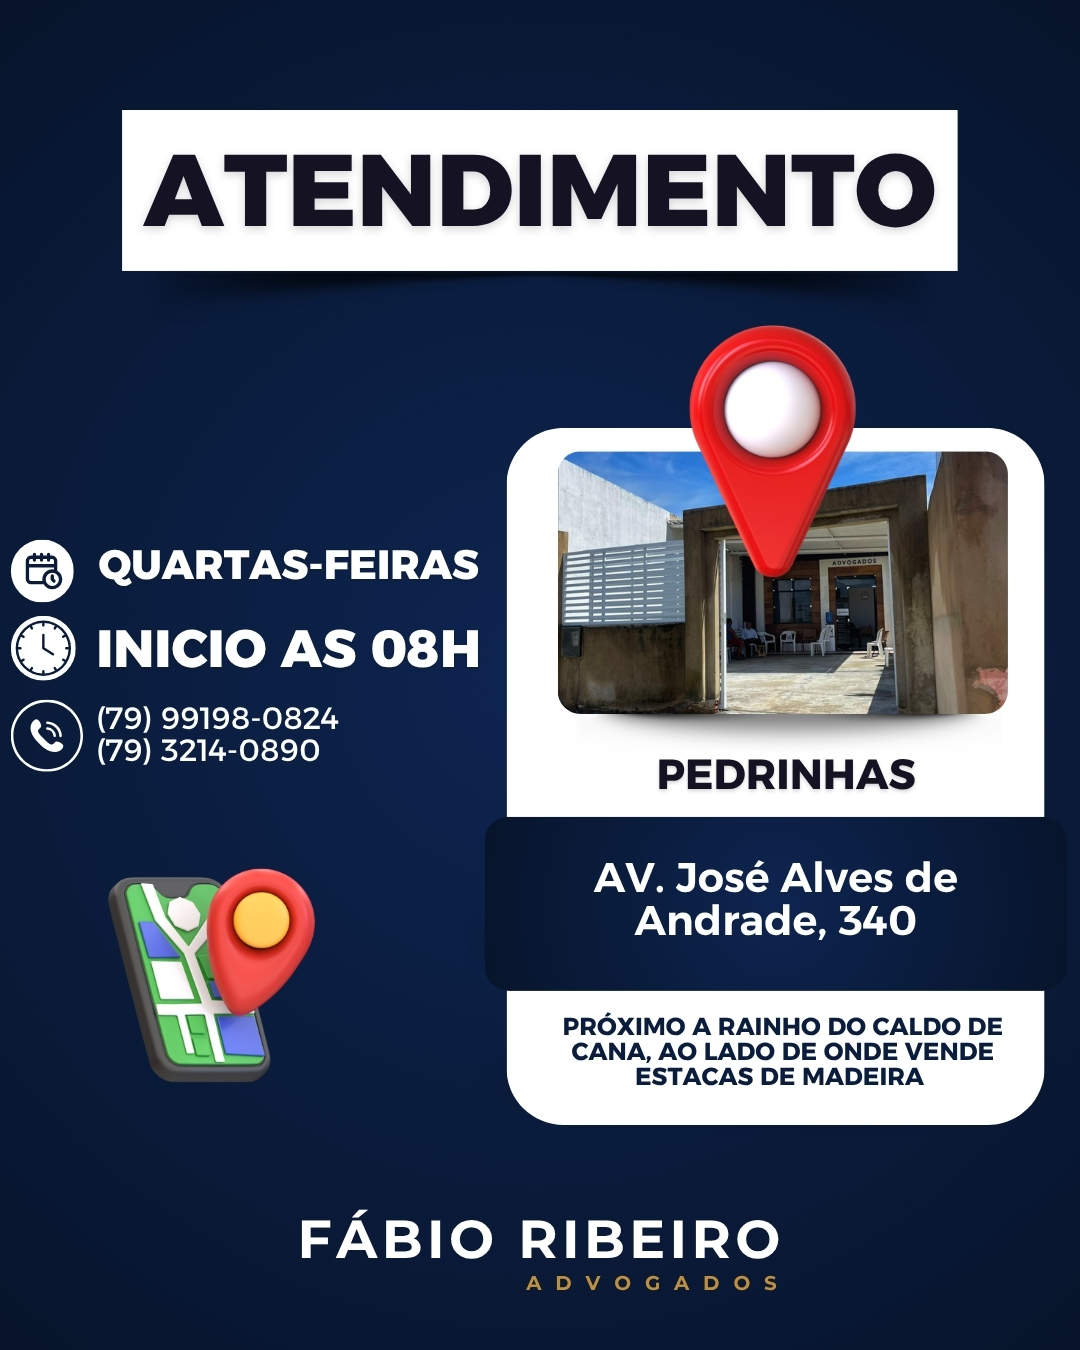 ATENDIMENTO
QUARTAS-FEIRAS
INICIO AS 08H
(79) 99198-0824
(79) 3214-0890
ADVOGADOS
PEDRINHAS
AV. José Alves de
Andrade, 340
PRÓXIMO A RAINHO DO CALDO DE
CANA, AO LADO DE ONDE VENDE
ESTACAS DE MADEIRA
FÁBIO RIBEIRO
ADVOGADOS